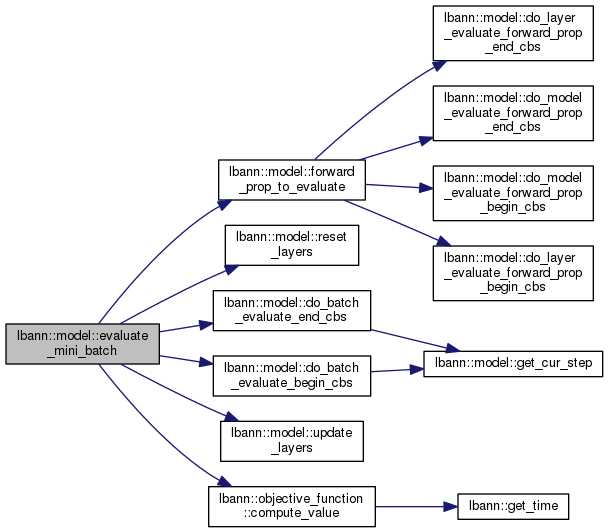 lbann::model::do_layer
_evaluate_forward_prop
_end_cbs
lbann::model::do_model
_evaluate_forward_prop
_end_cbs
lbann::model::forward
_prop_to_evaluate
lbann::model::do_model
_evaluate_forward_prop
_begin_cbs
lbann::model::reset
_layers
lbann::model::do_layer
_evaluate_forward_prop
_begin_cbs
lbann::model::do_batch
_evaluate_end_cbs
lbann::model::evaluate
_mini_batch
lbann::model::get_cur_step
lbann::model::do_batch
_evaluate_begin_cbs
lbann::model::update
_layers
lbann::objective_function
::compute_value
lbann::get_time